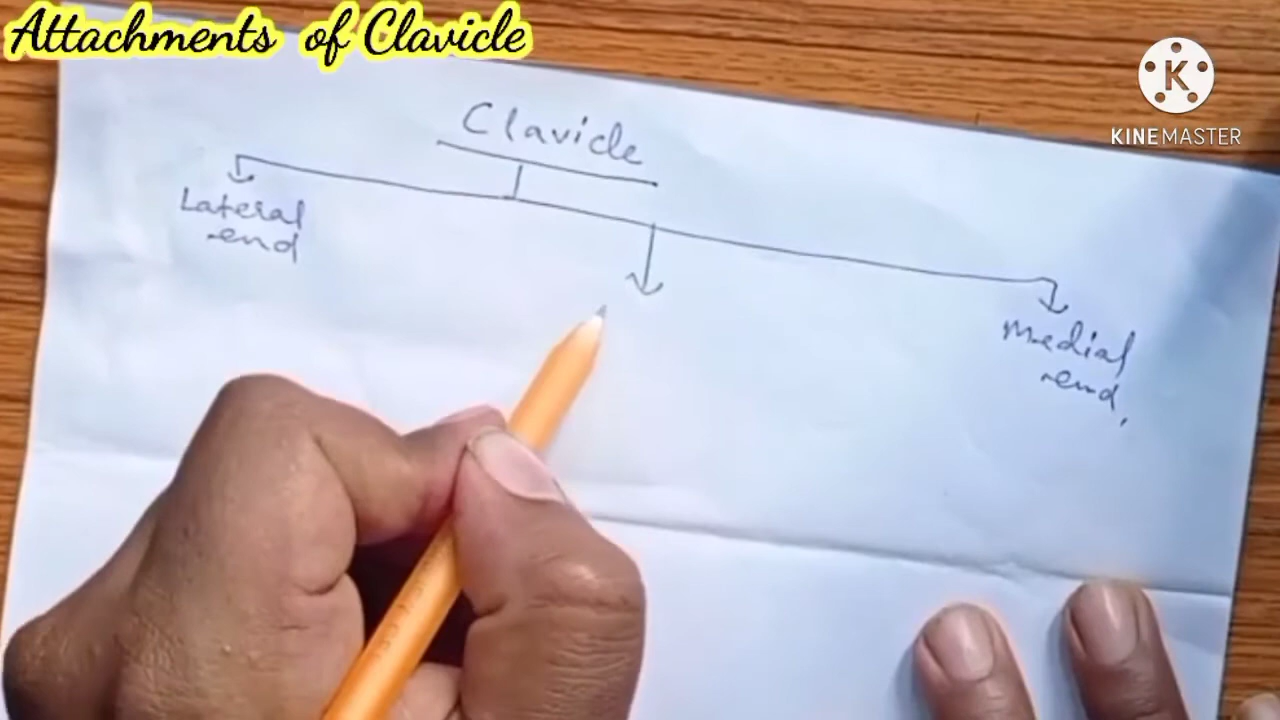 Attachments of Clavicle
K
KINEMASTER
Clavicle
Lateral
end
Medial
end,